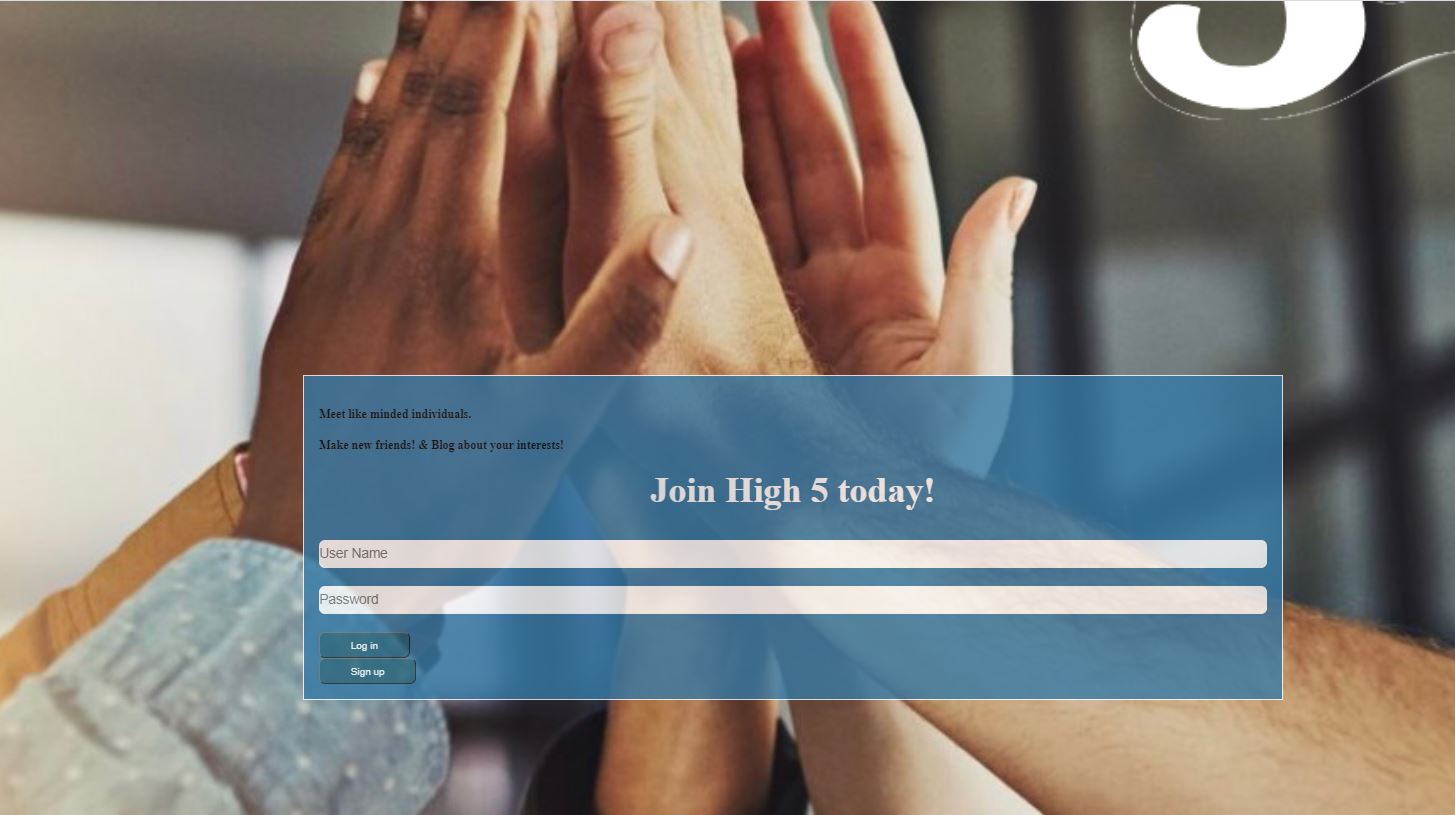 Meet like minded individuals.
Make new friends! & Blog about your interests!
Join High 5 today!
User Name
Password
Log in
Sign up